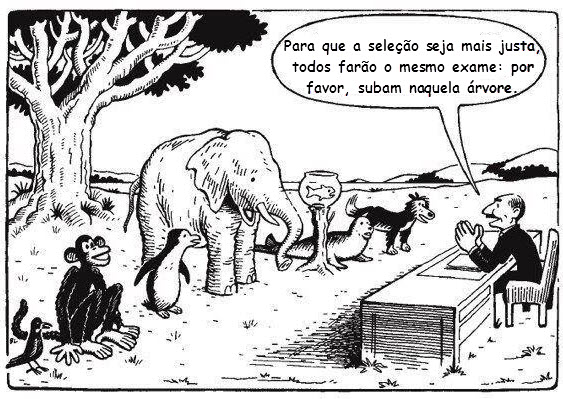 Para que a seleção seja mais justa,
todos farão o mesmo exame: por
favor, subam naquela árvore.